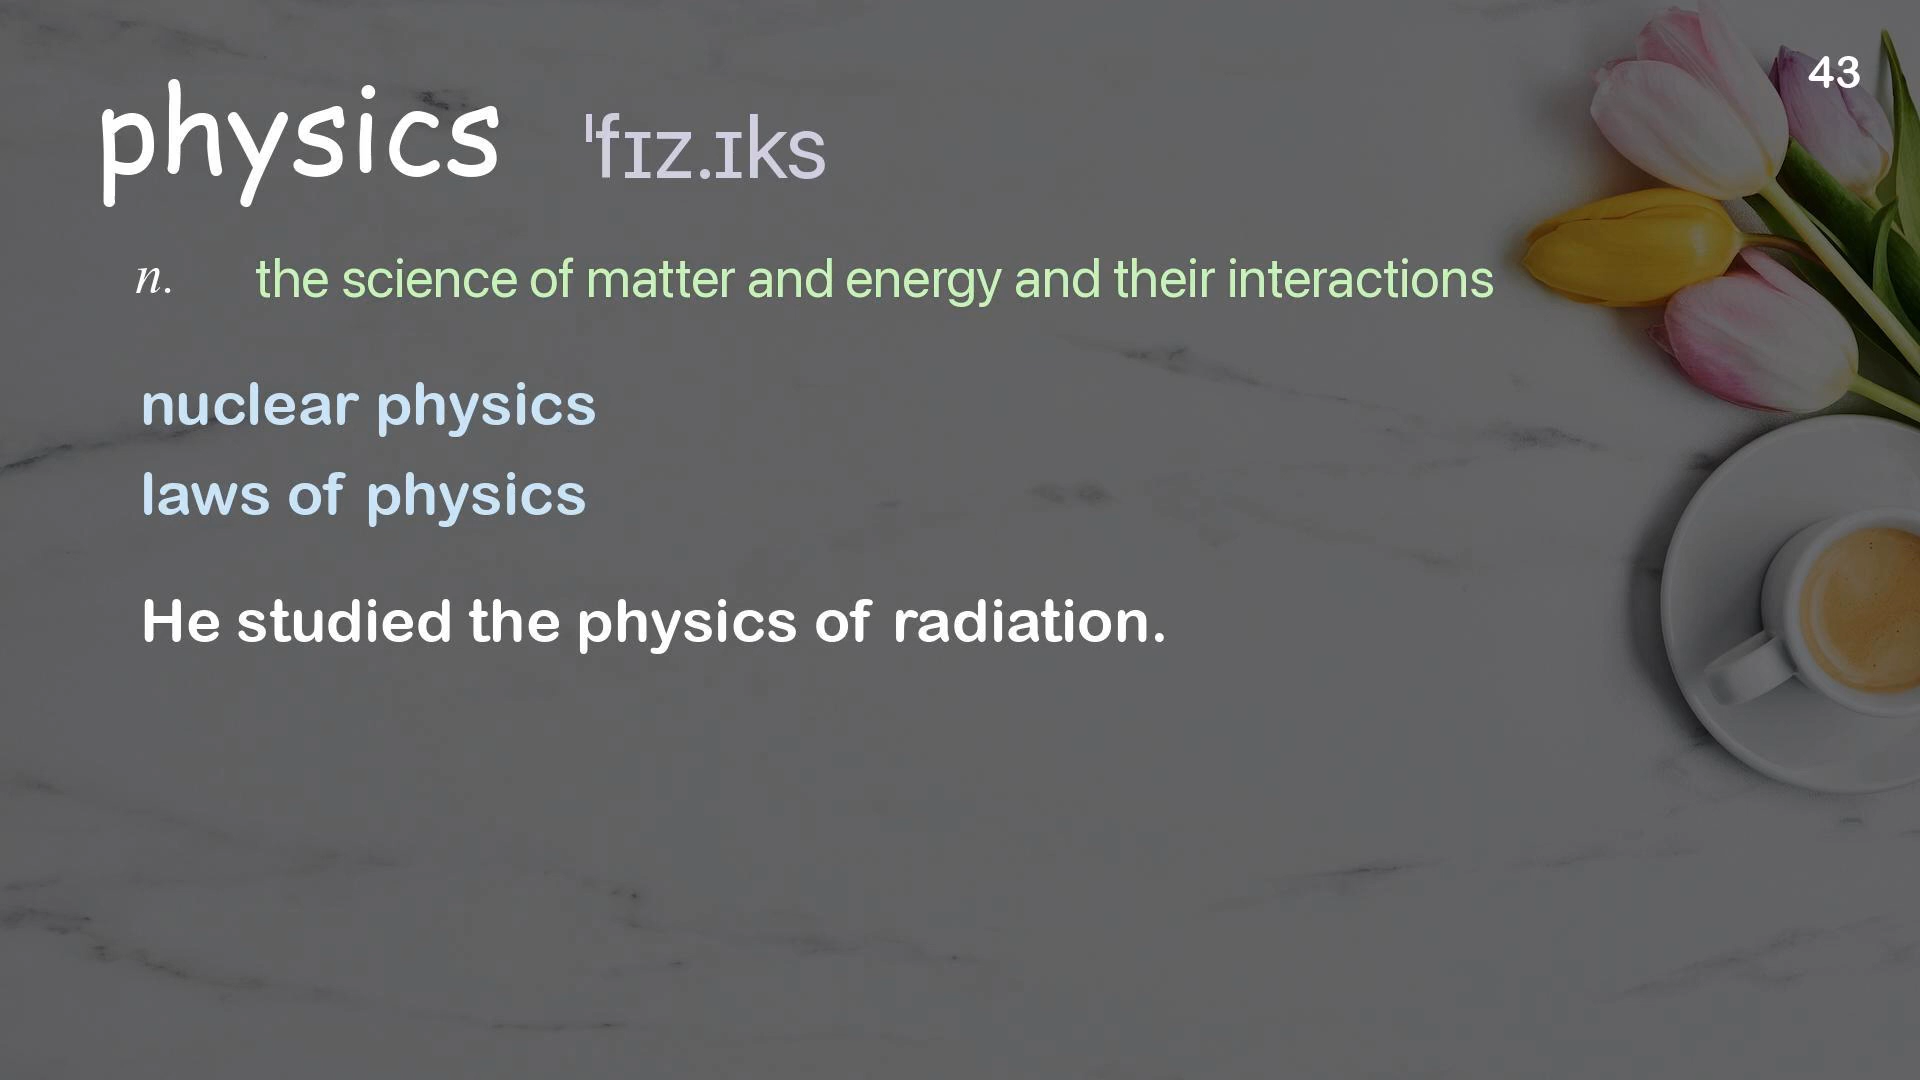 43
physics ˈfɪz.ɪks
n. the science of matter and energy and their interactions
nuclear physics
laws of physics
He studied the physics of radiation.